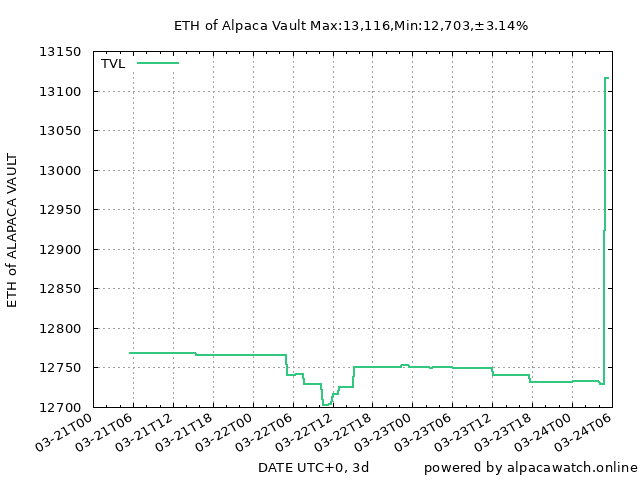 ETH of Alpaca Vault Max:13,116,Min:12,703,±3.14%
TVL
13150
13100
13050
13000
12950
12900
12850
12800
12750
12700
ETH of ALAPACA VAULT
03-21T00
03-21T06
03-21T12
03-21T18
03-22T00
03-22T06
03-22T12
03-22T18
03-23T00
03-23T06
03-23T12
03-23T18
03-24T00
03-24T06
DATE UTC+0, 3d
powered by alpacawatch.online